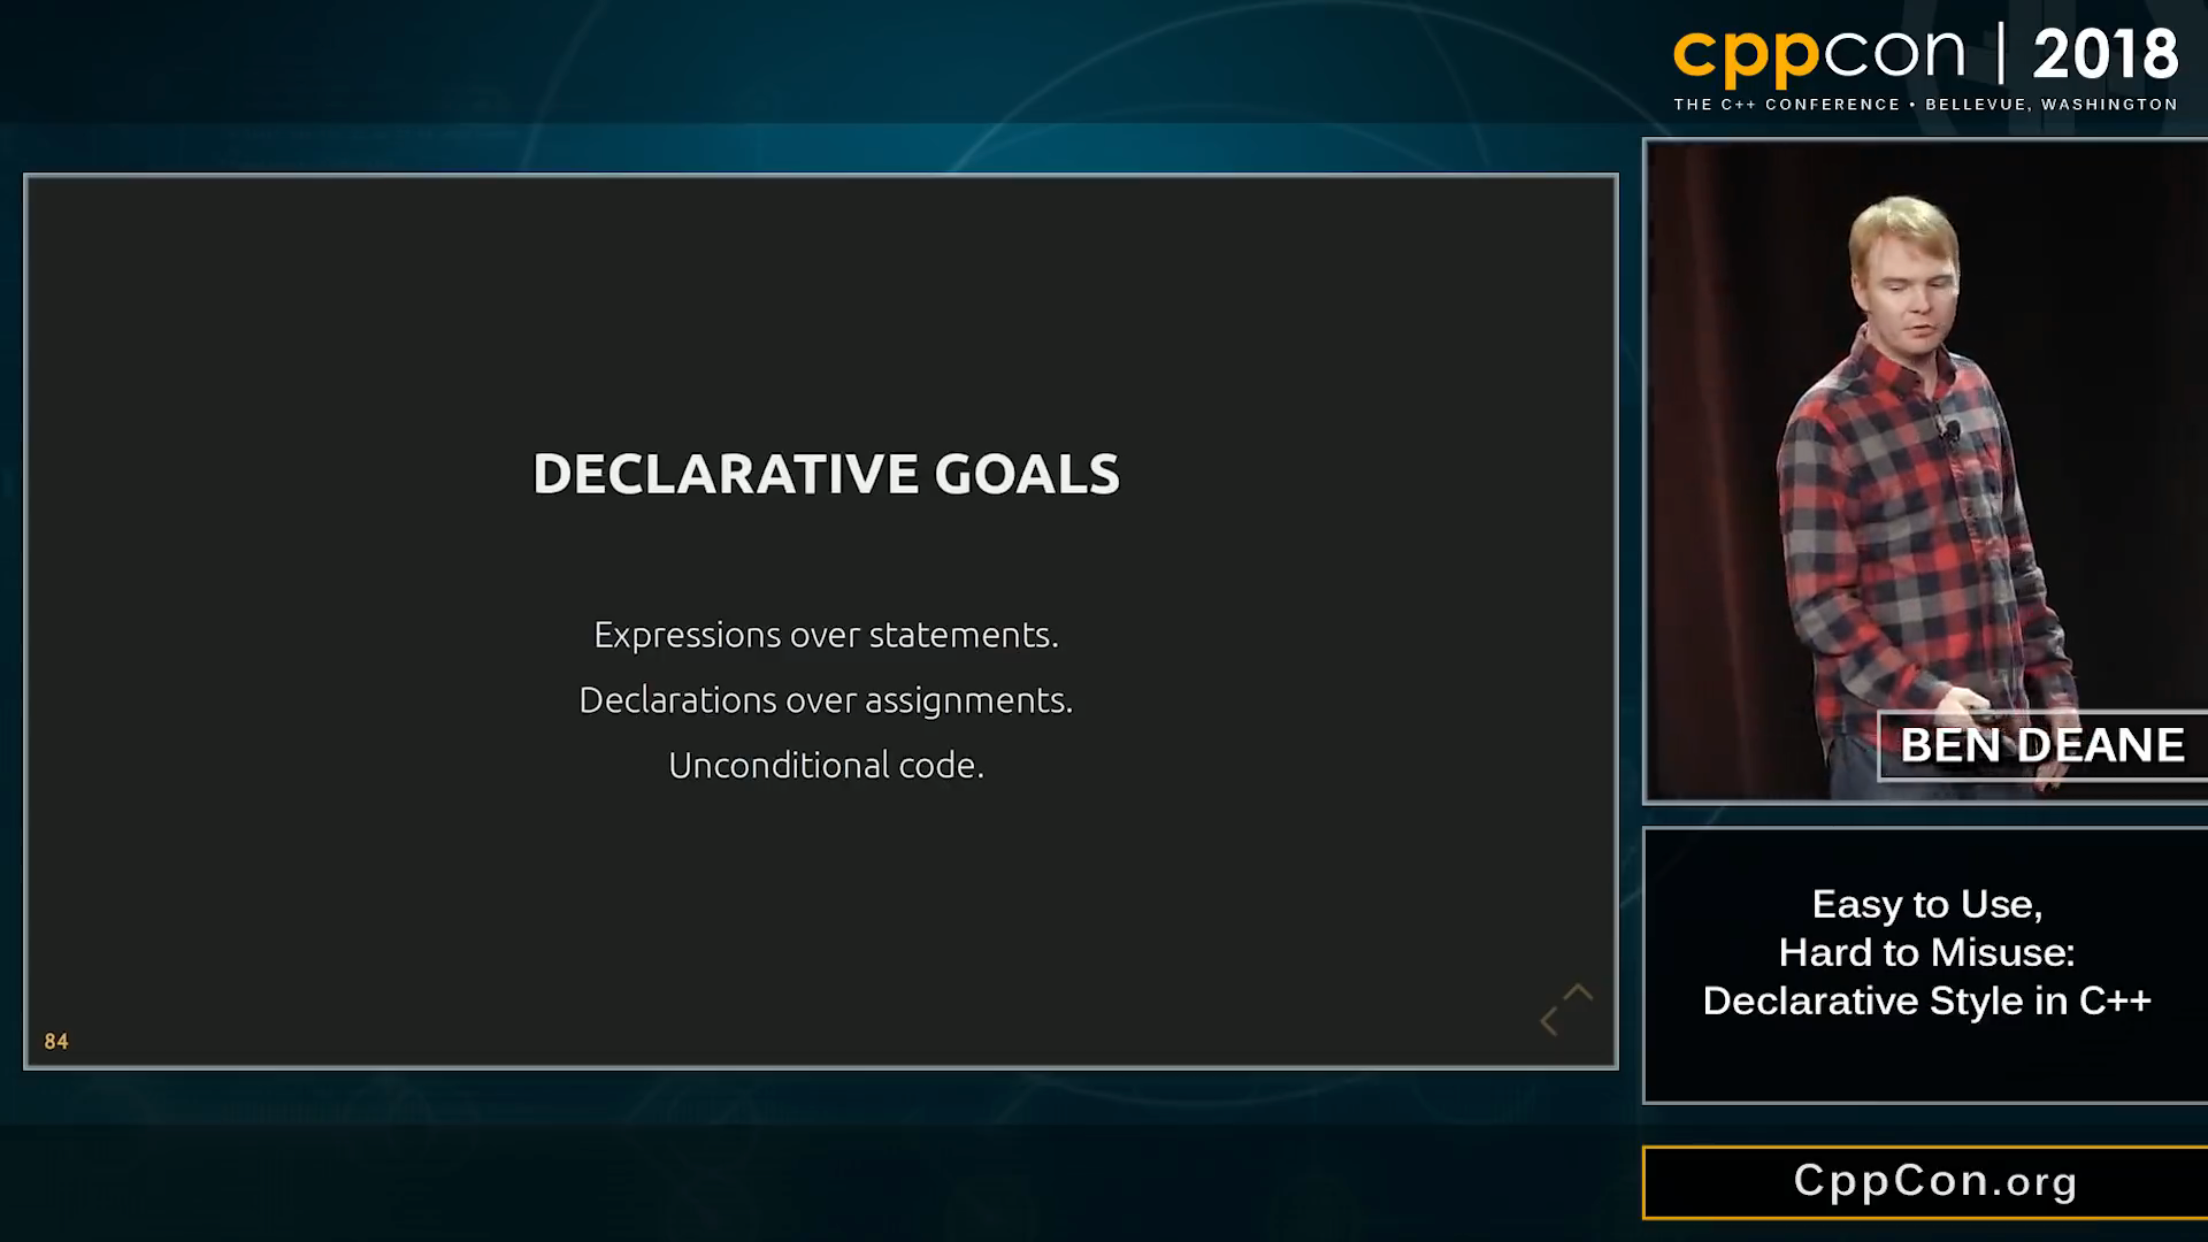 cppcon | 2018
THE C++ CONFERENCE • BELLEVUE, WASHINGTON
DECLARATIVE GOALS
Expressions over statements.
Declarations over assignments.
Unconditional code.
84
BEN DEANE
Easy to Use,
Hard to Misuse:
Declarative Style in C++
CppCon.org